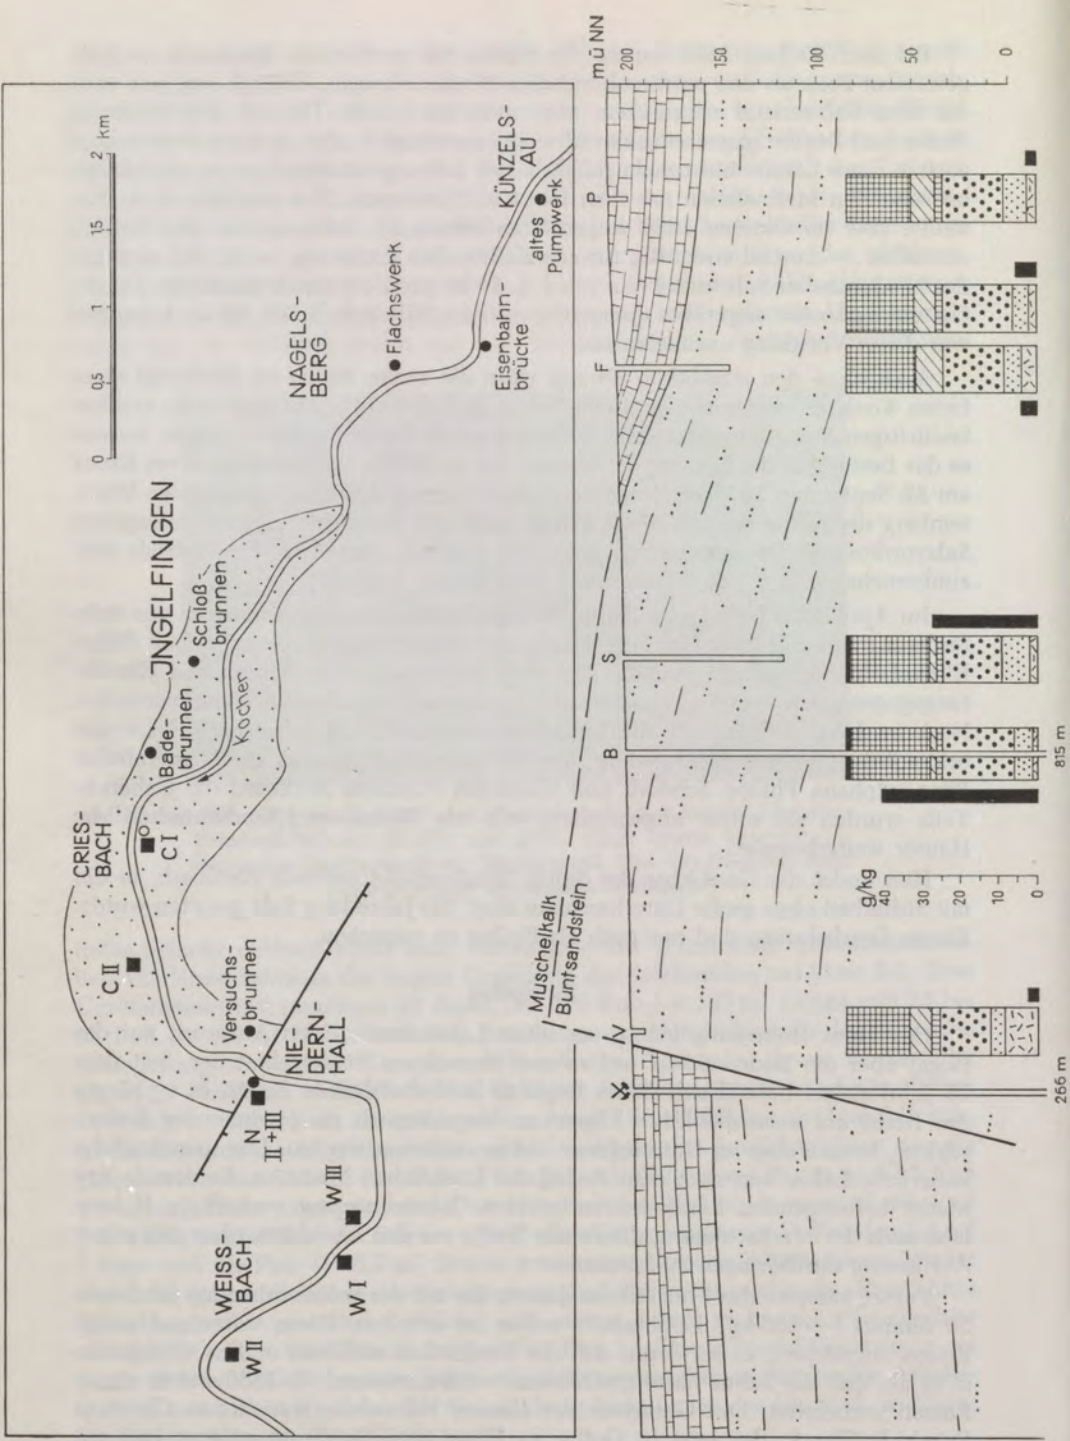 WEISS
BACH
W II
W I
W III
N
II+III
NIE-
DERN-
HALL
Versuchs
brunnen
C II
CRIES-
BACH
C I
Bade-
brunnen
JNGELFINGEN
Schloß-
brunnen
Kocher
NAGELS-
BERG
Flachswerk
Eisenbahn
brücke
KÜNZELS-
AU
altes
Pumpwerk
0
0,5
1
1,5
2 km
m ü NN
200
150
100
50
0
V
B
S
F
P
Muschelkalk
Buntsandstein
g/kg
40
30
20
10
0
266 m
815 m